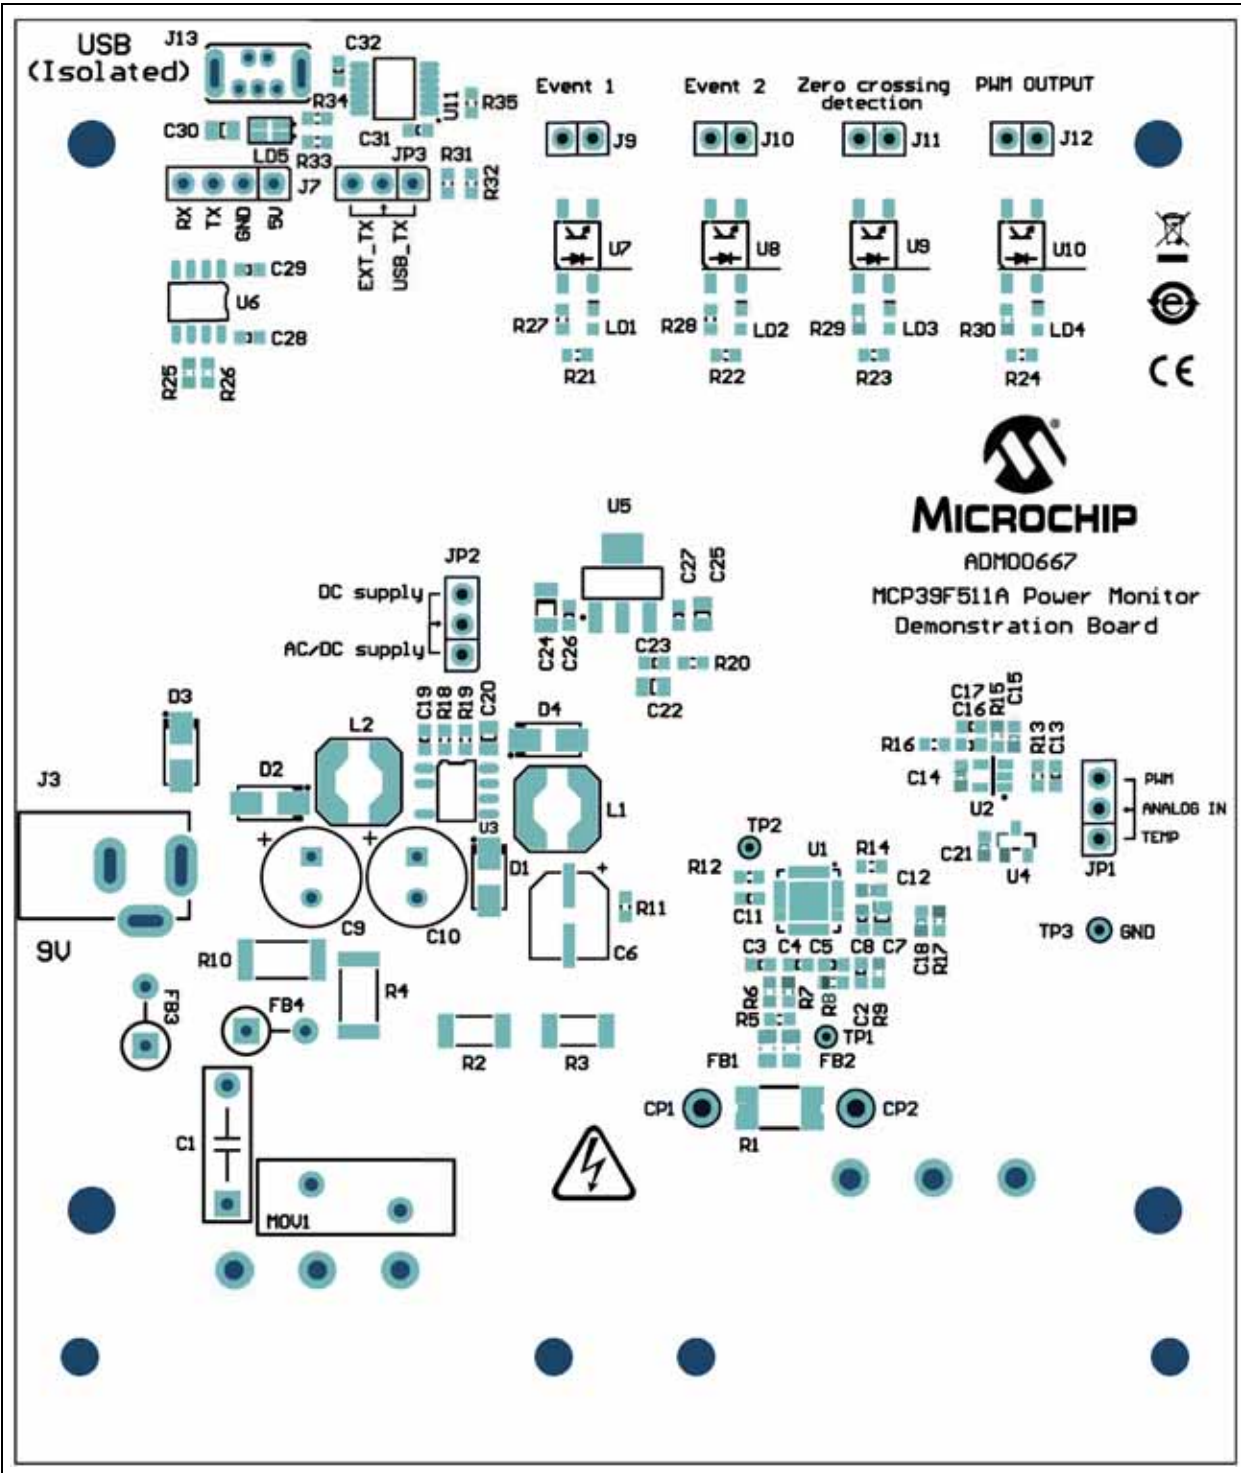 USB
(Isolated)
J13
C32
R34
U11
R35
C30
C31
LD5
R33
JP3
R31
R32
J7
RX
TX
GND
5V
EXT_TX
USB_TX
C29
U6
C28
R25
R26
Event 1
Event 2
Zero crossing
detection
PWM OUTPUT
J9
J10
J11
J12
U7
U8
U9
U10
R27
LD1
R28
LD2
R29
LD3
R30
LD4
R21
R22
R23
R24
CE
MICROCHIP
ADM00667
MCP39F511A Power Monitor
Demonstration Board
U5
JP2
DC supply
AC/DC supply
C27
C25
C24
C26
C23
R20
C22
D3
L2
C19
R18
R19
C20
D4
D2
J3
U3
L1
D1
C9
C10
C6
R11
9V
R10
R4
FB3
FB4
R2
R3
C17
C16
R15
C15
R16
R13
C13
C14
U2
PWM
ANALOG IN
TEMP
JP1
C21
U4
TP2
U1
R14
R12
C12
C11
TP3
GND
C3
C4
C5
C8
C7
C18
R17
R6
R7
R8
C2
R9
R5
TP1
FB1
FB2
CP1
CP2
R1
C1
MOV1